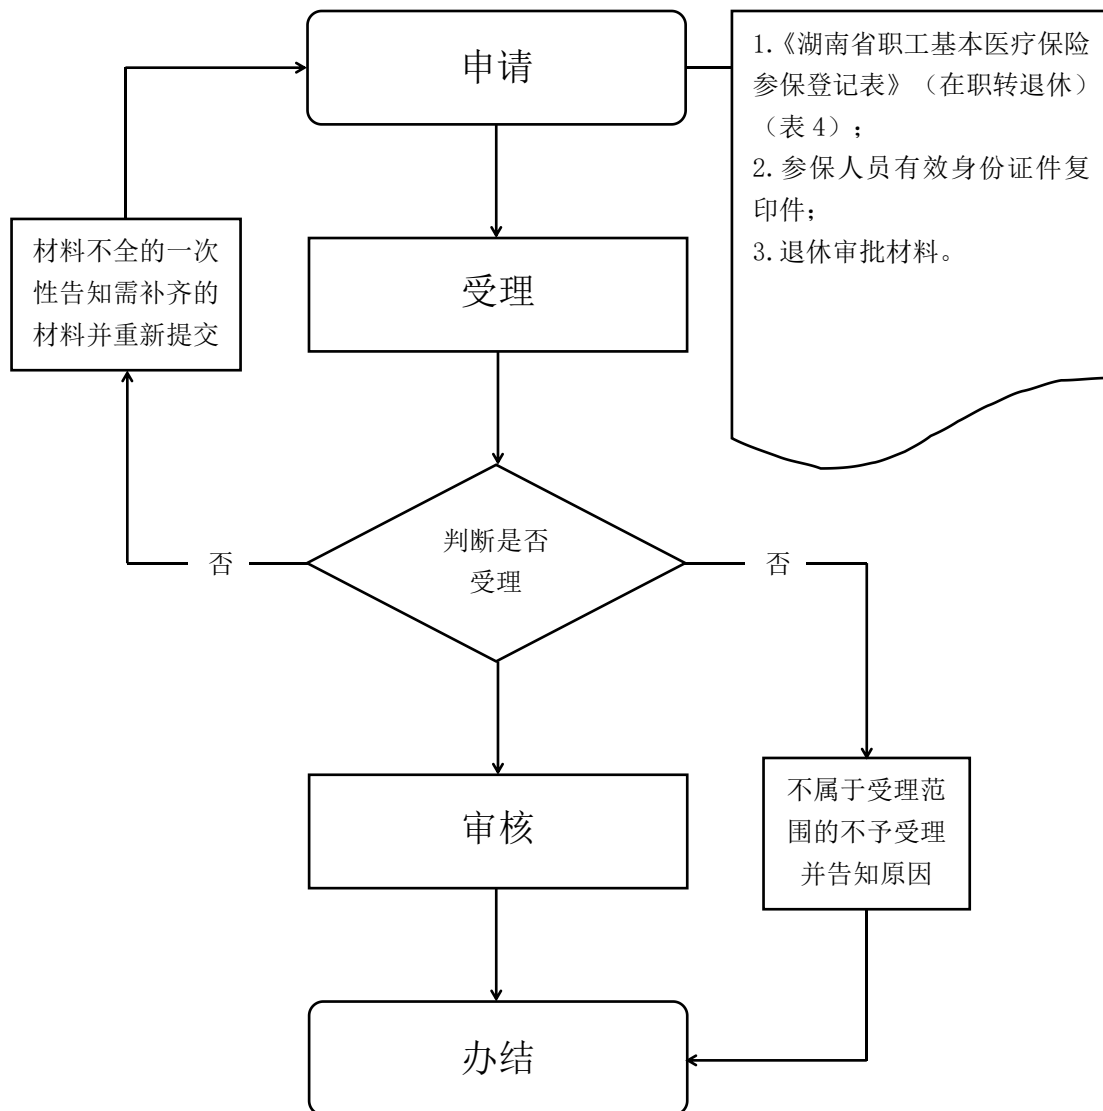 申请
1.《湖南省职工基本医疗保险
参保登记表》（在职转退休）
（表 4）；
2.参保人员有效身份证件复
印件；
3.退休审批材料。
材料不全的一次
性告知需补齐的
材料并重新提交
受理
判断是否
受理
否
否
审核
不属于受理范
围的不予受理
并告知原因
办结